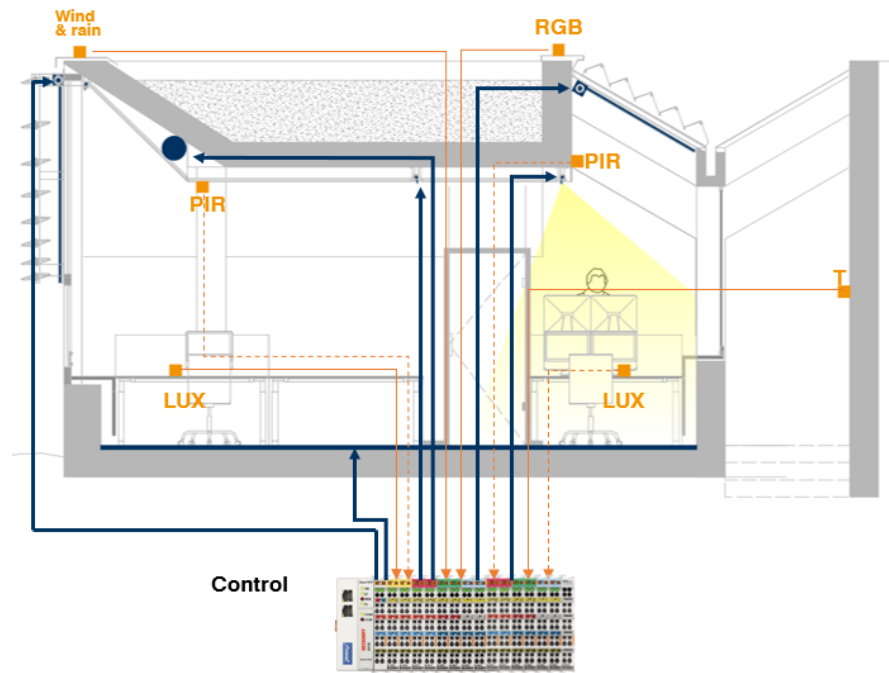 Wind
& rain
RGB
PIR
PIR
T
LUX
LUX
Control